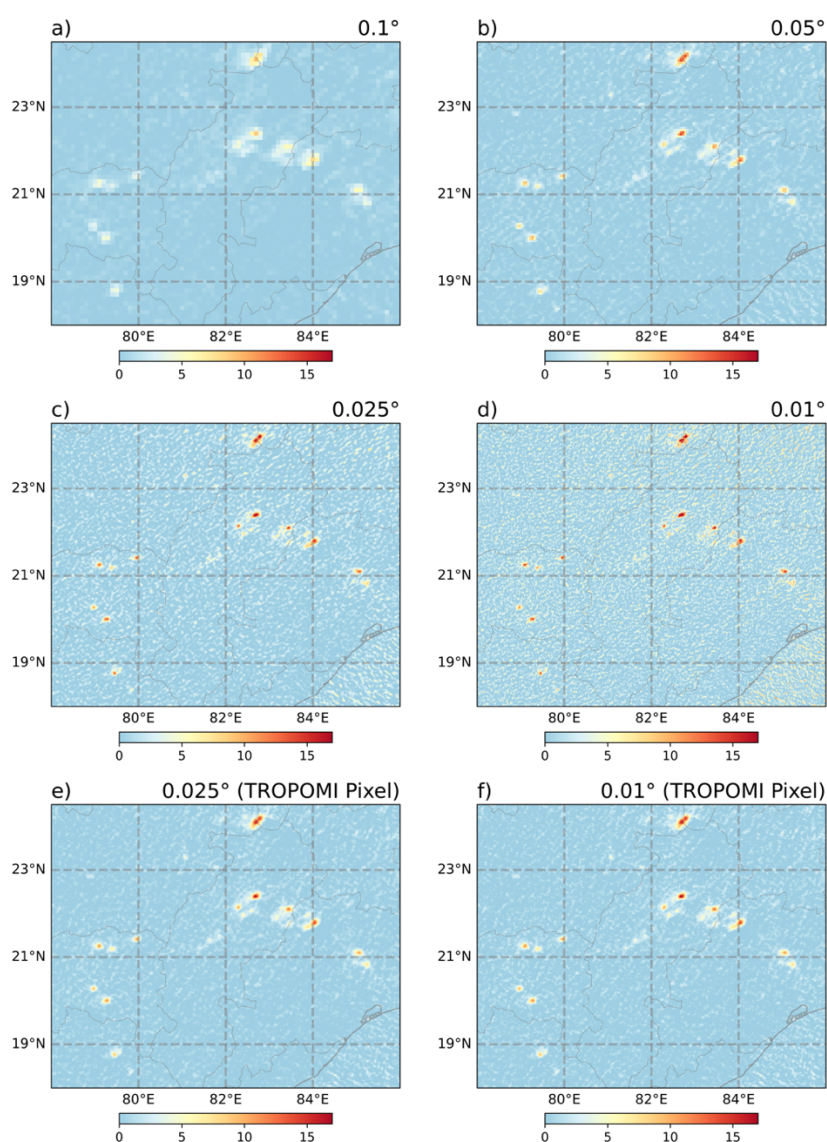 a) 0.1°
23°N
21°N
19°N
80°E 82°E 84°E
0 5 10 15
b) 0.05°
23°N
21°N
19°N
80°E 82°E 84°E
0 5 10 15
c) 0.025°
23°N
21°N
19°N
80°E 82°E 84°E
0 5 10 15
d) 0.01°
23°N
21°N
19°N
80°E 82°E 84°E
0 5 10 15
e) 0.025° (TROPOMI Pixel)
23°N
21°N
19°N
80°E 82°E 84°E
0 5 10 15
f) 0.01° (TROPOMI Pixel)
23°N
21°N
19°N
80°E 82°E 84°E
0 5 10 15